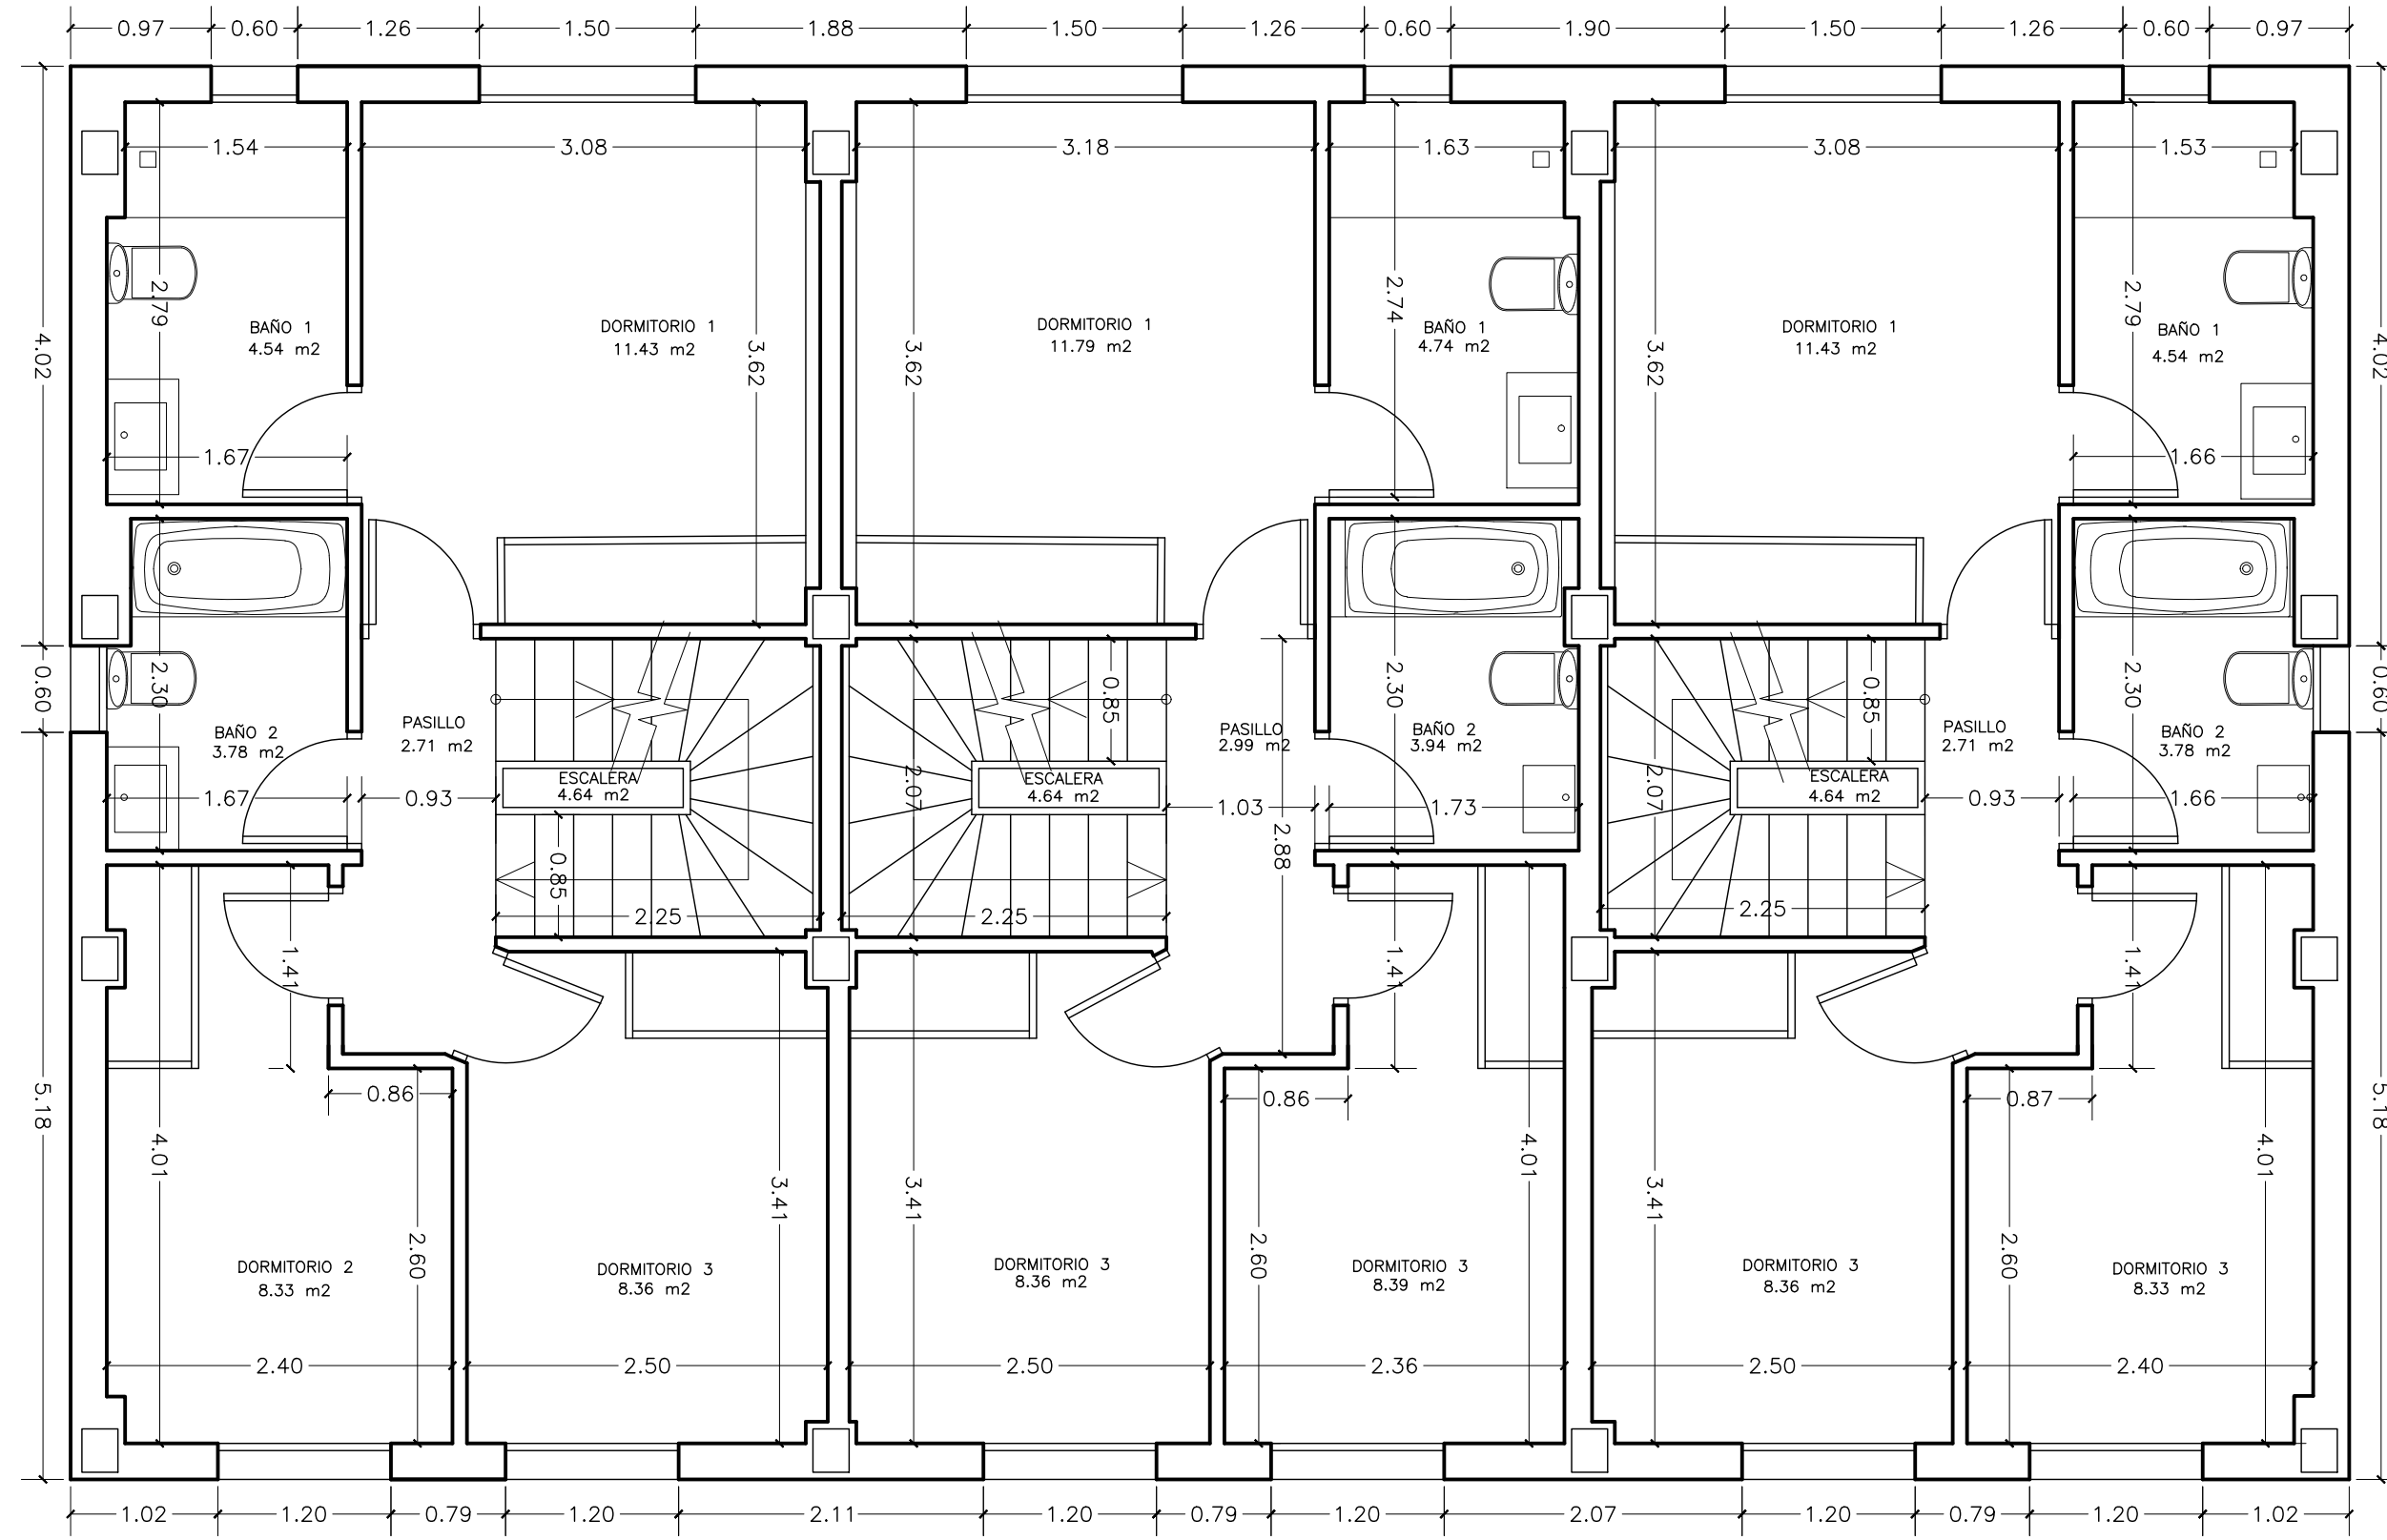 0.97 0.60 1.26 1.50 1.88 1.50 1.26 0.60 1.90 1.50 1.26 0.60 0.97
1.54 3.08 3.18 1.63 3.08 1.53
2.79 2.74 2.79
BAÑO 1
4.54 m2
DORMITORIO 1
11.43 m2
DORMITORIO 1
11.79 m2
BAÑO 1
4.74 m2
DORMITORIO 1
11.43 m2
BAÑO 1
4.54 m2
4.02 3.62 3.62 3.62 4.02
1.67 1.66
0.60 2.30 0.85 2.30 0.85 2.30 0.60
BAÑO 2
3.78 m2
PASILLO
2.71 m2
PASILLO
2.99 m2
BAÑO 2
3.94 m2
PASILLO
2.71 m2
BAÑO 2
3.78 m2
ESCALERA
4.64 m2
ESCALERA
4.64 m2
ESCALERA
4.64 m2
2.07 2.07
1.67 0.93 1.03 1.73 0.93 1.66
0.85 2.88
2.25 2.25 2.25
1.41 1.41 1.41
0.86 0.86 0.87
5.18 5.18
4.01 4.01 4.01
3.41 3.41 3.41
2.60 2.60 2.60
DORMITORIO 2
8.33 m2
DORMITORIO 3
8.36 m2
DORMITORIO 3
8.36 m2
DORMITORIO 3
8.39 m2
DORMITORIO 3
8.36 m2
DORMITORIO 3
8.33 m2
2.40 2.50 2.50 2.36 2.50 2.40
1.02 1.20 0.79 1.20 2.11 1.20 0.79 1.20 2.07 1.20 0.79 1.20 1.02